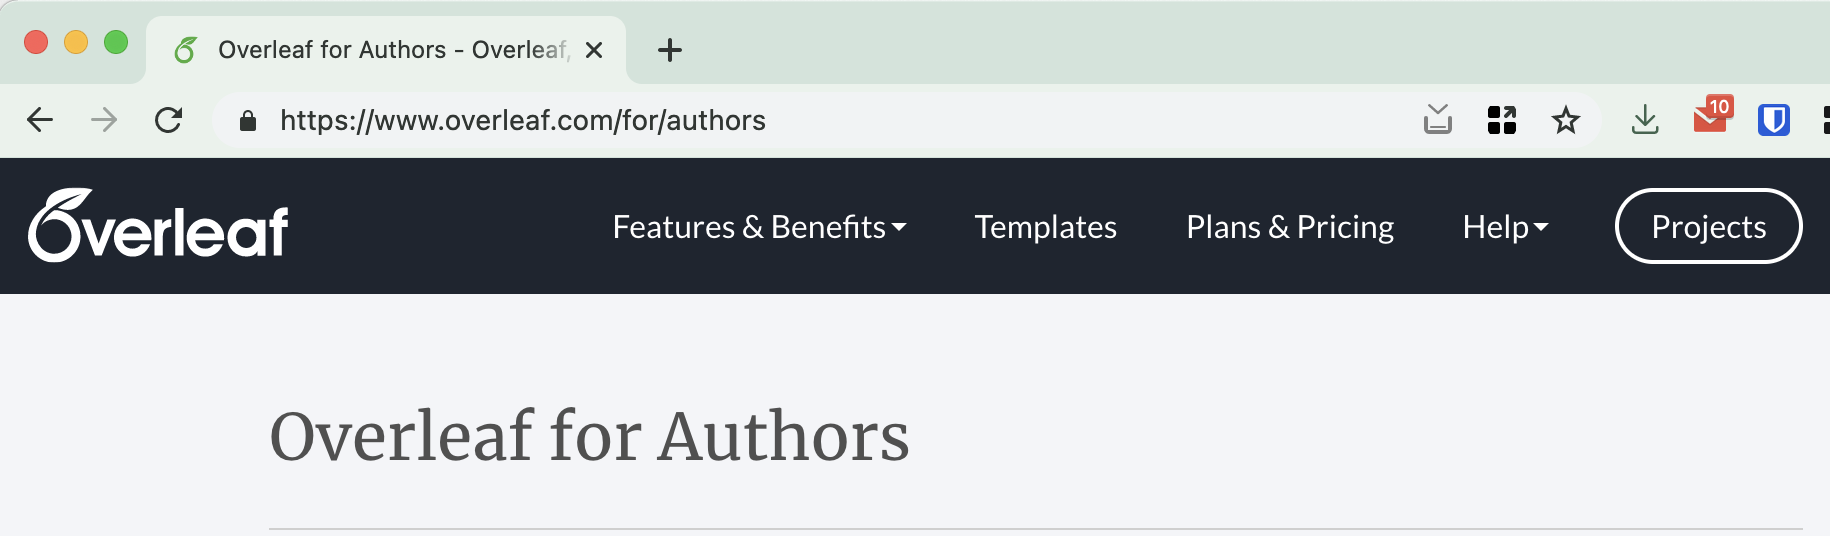 Overleaf for Authors - Overleaf,
https://www.overleaf.com/for/authors
10
Overleaf
Features & Benefits
Templates
Plans & Pricing
Help
Projects
Overleaf for Authors